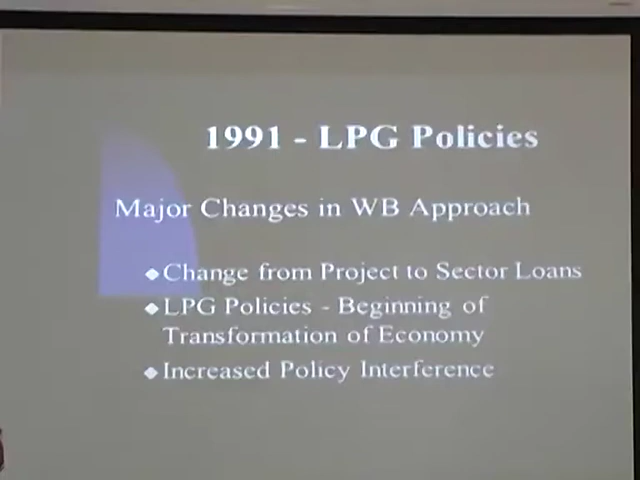 1991 - LPG Policies
Major Changes in WB Approach
◆Change from Project to Sector Loans
◆LPG Policies - Beginning of
Transformation of Economy
◆Increased Policy Interference